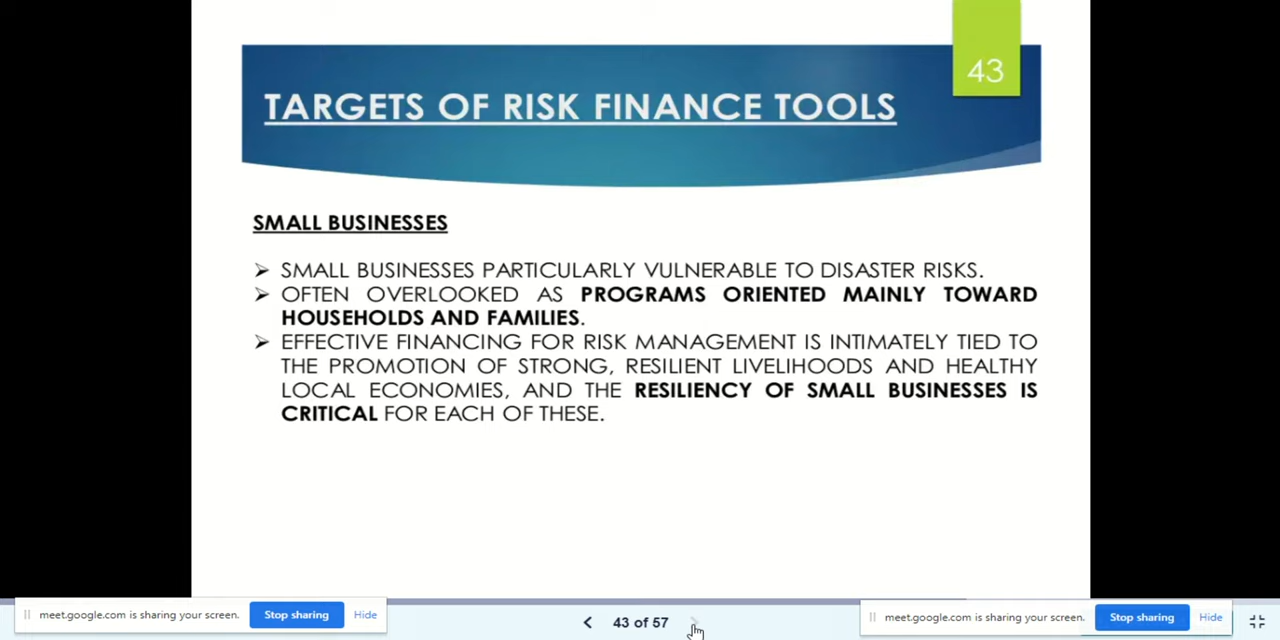 43
TARGETS OF RISK FINANCE TOOLS
SMALL BUSINESSES
➢ SMALL BUSINESSES PARTICULARLY VULNERABLE TO DISASTER RISKS.
➢ OFTEN OVERLOOKED AS PROGRAMS ORIENTED MAINLY TOWARD
HOUSEHOLDS AND FAMILIES.
➢ EFFECTIVE FINANCING FOR RISK MANAGEMENT IS INTIMATELY TIED TO
THE PROMOTION OF STRONG, RESILIENT LIVELIHOODS AND HEALTHY
LOCAL ECONOMIES, AND THE RESILIENCY OF SMALL BUSINESSES IS
CRITICAL FOR EACH OF THESE.
meet.google.com is sharing your screen. Stop sharing Hide
43 of 57
meet.google.com is sharing your screen. Stop sharing Hide